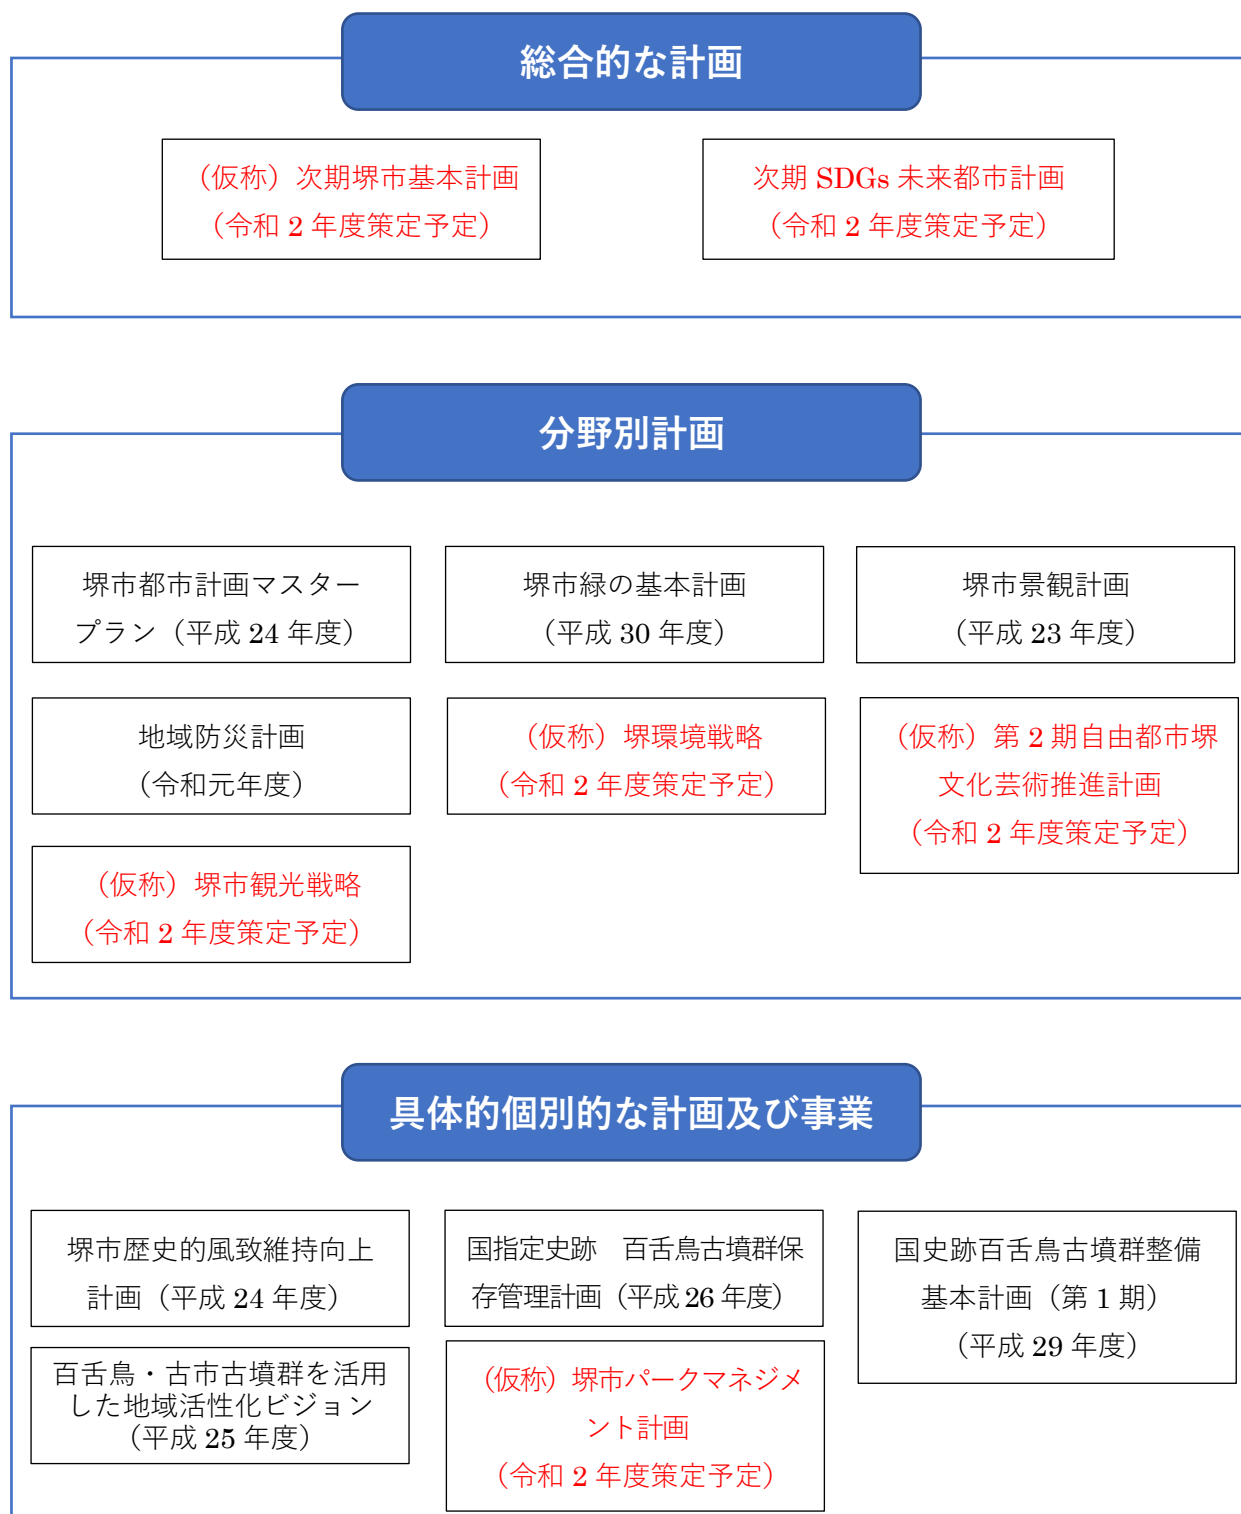 総合的な計画
（仮称）次期堺市基本計画
（令和 2 年度策定予定）
次期 SDGs 未来都市計画
（令和 2 年度策定予定）
分野別計画
堺市都市計画マスター
プラン（平成 24 年度）
堺市緑の基本計画
（平成 30 年度）
堺市景観計画
（平成 23 年度）
地域防災計画
（令和元年度）
（仮称）堺環境戦略
（令和 2 年度策定予定）
（仮称）第 2 期自由都市堺
文化芸術推進計画
（令和 2 年度策定予定）
（仮称）堺市観光戦略
（令和 2 年度策定予定）
具体的個別的な計画及び事業
堺市歴史的風致維持向上
計画（平成 24 年度）
国指定史跡　百舌鳥古墳群保
存管理計画（平成 26 年度）
国史跡百舌鳥古墳群整備
基本計画（第 1 期）
（平成 29 年度）
百舌鳥・古市古墳群を活用
した地域活性化ビジョン
（平成 25 年度）
（仮称）堺市パークマネジメ
ント計画
（令和 2 年度策定予定）